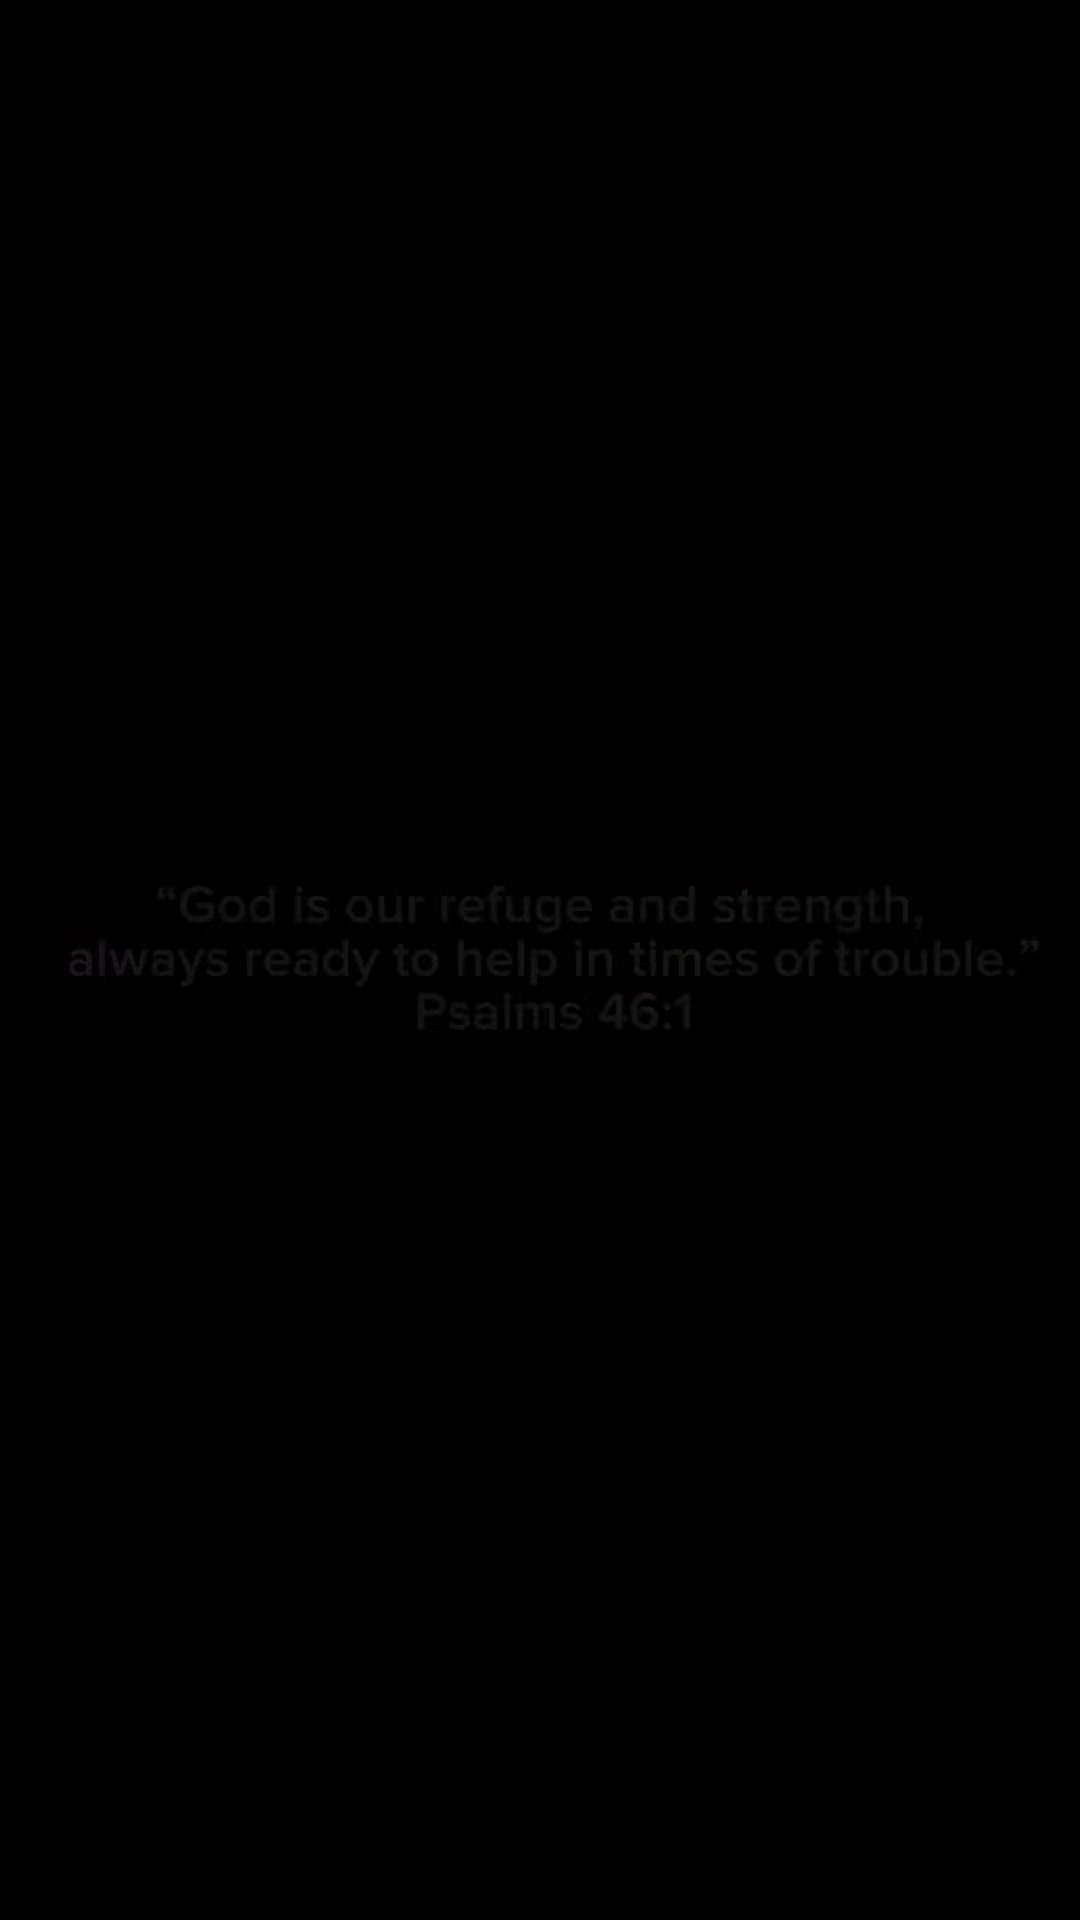 “God is our refuge and strength,
always ready to help in times of trouble.”
Psalms 46:1